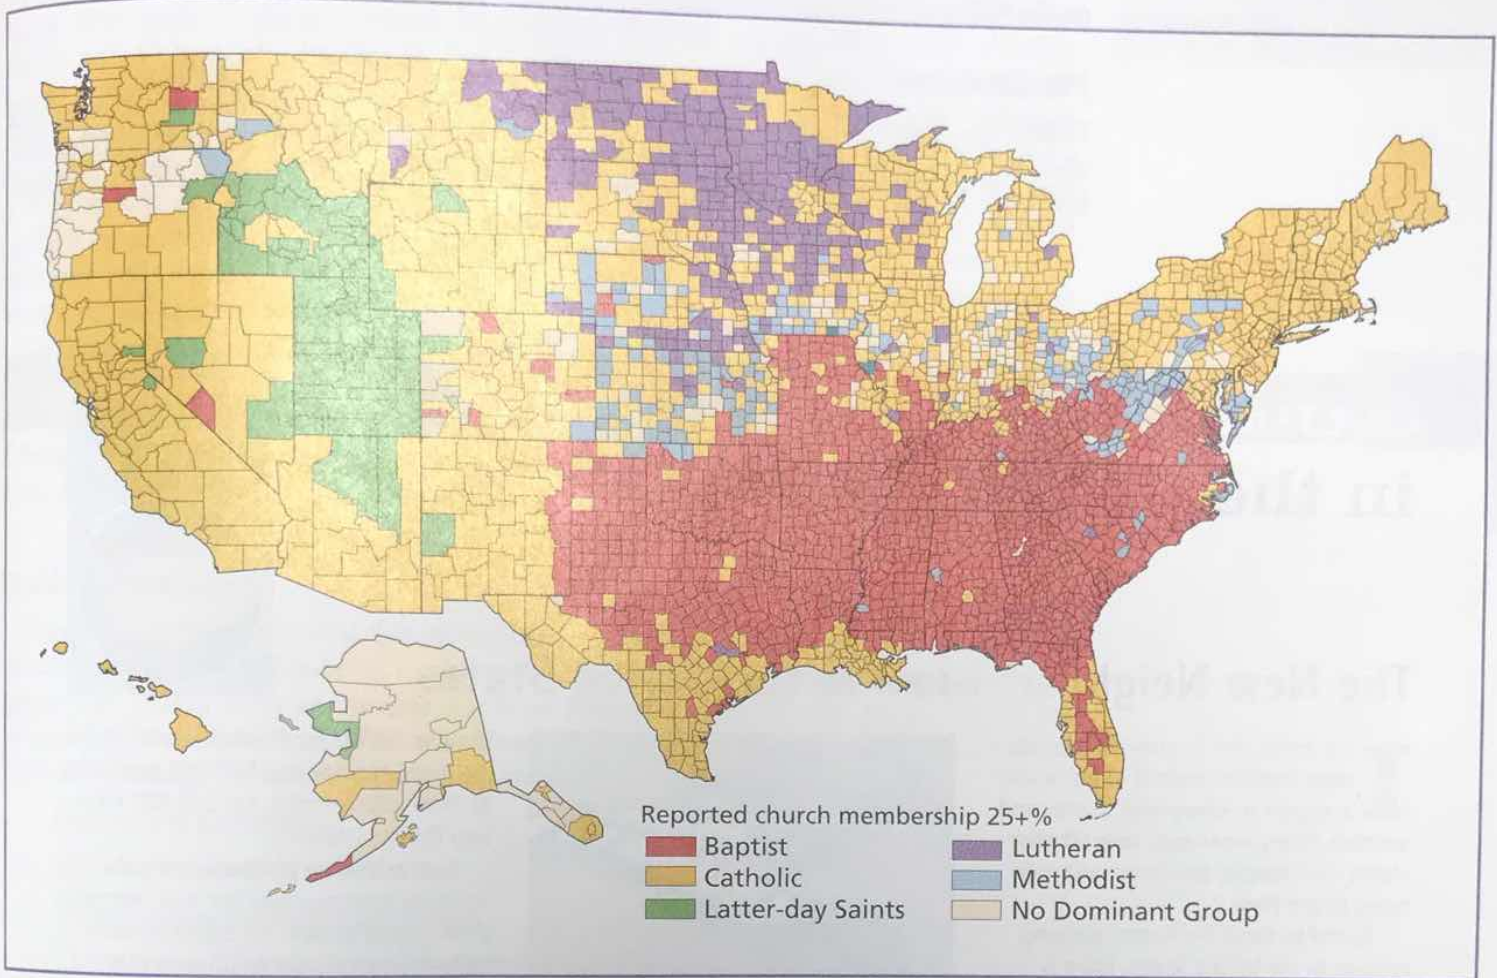 Reported church membership 25+%
Baptist
Catholic
Latter-day Saints
Lutheran
Methodist
No Dominant Group